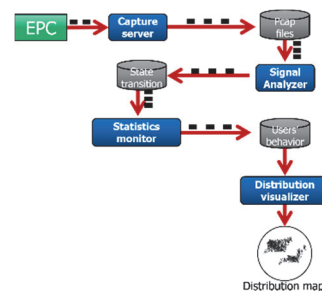 EPC
Capture
server
Pcap
files
Signal
Analyzer
State
transition
Statistics
monitor
Users'
behavior
Distribution
visualizer
Distribution map